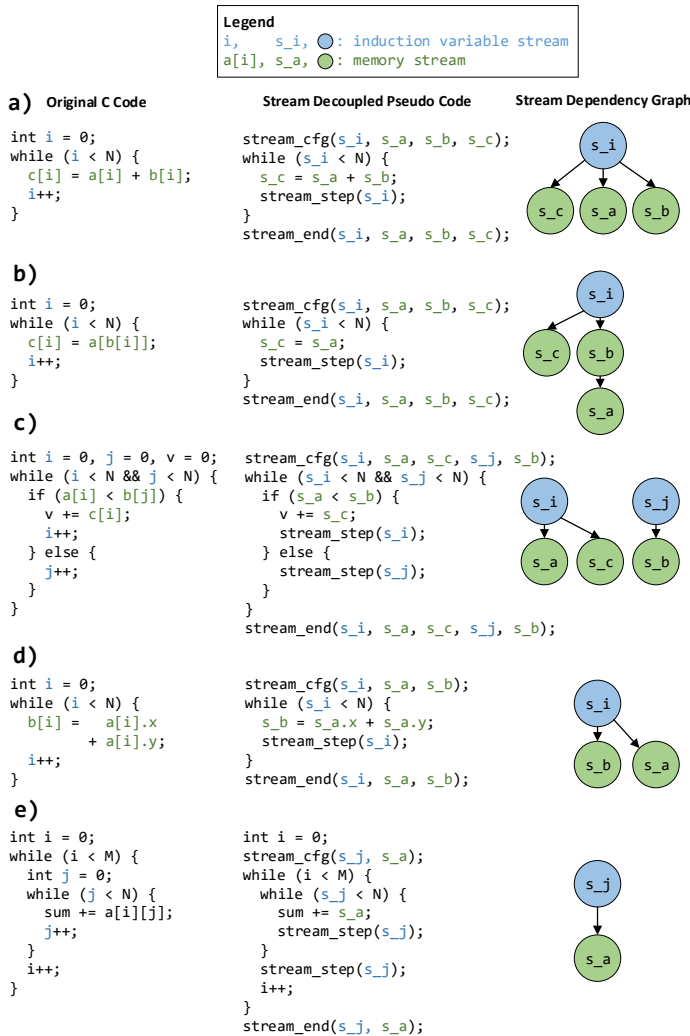 Legend
i, s_i, : induction variable stream
a[i], s_a, : memory stream
a) Original C Code Stream Decoupled Pseudo Code Stream Dependency Graph
int i = 0;
while (i < N) {
c[i] = a[i] + b[i];
i++;
}
stream_cfg(s_i, s_a, s_b, s_c);
while (s_i < N) {
s_c = s_a + s_b;
stream_step(s_i);
}
stream_end(s_i, s_a, s_b, s_c);
s_i
s_c s_a s_b
b)
int i = 0;
while (i < N) {
c[i] = a[b[i]];
i++;
}
stream_cfg(s_i, s_a, s_b, s_c);
while (s_i < N) {
s_c = s_a;
stream_step(s_i);
}
stream_end(s_i, s_a, s_b, s_c);
s_i
s_c s_b
s_a
c)
int i = 0, j = 0, v = 0;
while (i < N && j < N) {
if (a[i] < b[j]) {
v += c[i];
i++;
} else {
j++;
}
}
stream_cfg(s_i, s_a, s_c, s_j, s_b);
while (s_i < N && s_j < N) {
if (s_a < s_b) {
v += s_c;
stream_step(s_i);
} else {
stream_step(s_j);
}
}
stream_end(s_i, s_a, s_c, s_j, s_b);
s_i s_j
s_a s_c s_b
d)
int i = 0;
while (i < N) {
b[i] = a[i].x
+ a[i].y;
i++;
}
stream_cfg(s_i, s_a, s_b);
while (s_i < N) {
s_b = s_a.x + s_a.y;
stream_step(s_i);
}
stream_end(s_i, s_a, s_b);
s_i
s_b s_a
e)
int i = 0;
while (i < M) {
int j = 0;
while (j < N) {
sum += a[i][j];
j++;
}
i++;
}
int i = 0;
stream_cfg(s_j, s_a);
while (i < M) {
while (s_j < N) {
sum += s_a;
stream_step(s_j);
}
stream_step(s_j);
i++;
}
stream_end(s_j, s_a);
s_j
s_a